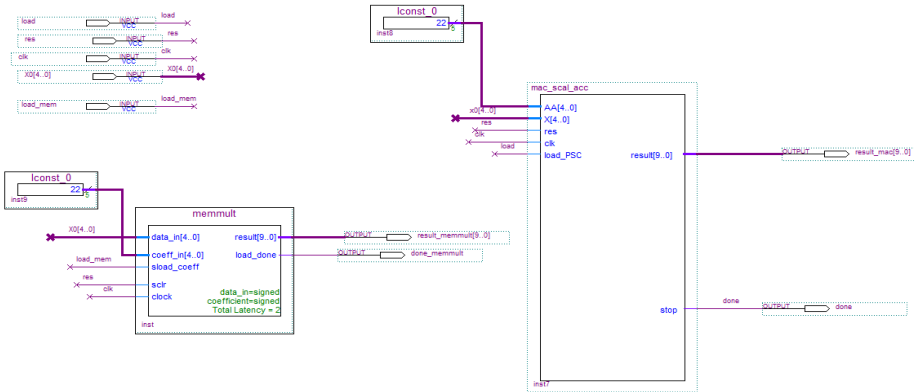 load INPUT VCC load
res INPUT VCC res
clk INPUT VCC clk
X0[4..0] INPUT VCC X0[4..0]
load_mem INPUT VCC load_mem
lconst_0
22
5
inst8
mac_scal_acc
AA[4..0]
x0[4..0] X[4..0]
res res
clk clk
load load_PSC
result[9..0] OUTPUT result_mac[9..0]
stop done OUTPUT done
inst7
lconst_0
22
5
inst9
memmult
X0[4..0] data_in[4..0] result[9..0] OUTPUT result_memmult[9..0]
coeff_in[4..0] load_done OUTPUT done_memmult
load_mem sload_coeff
res sclr
clk clock
data_in=signed
coefficient=signed
Total Latency = 2
inst